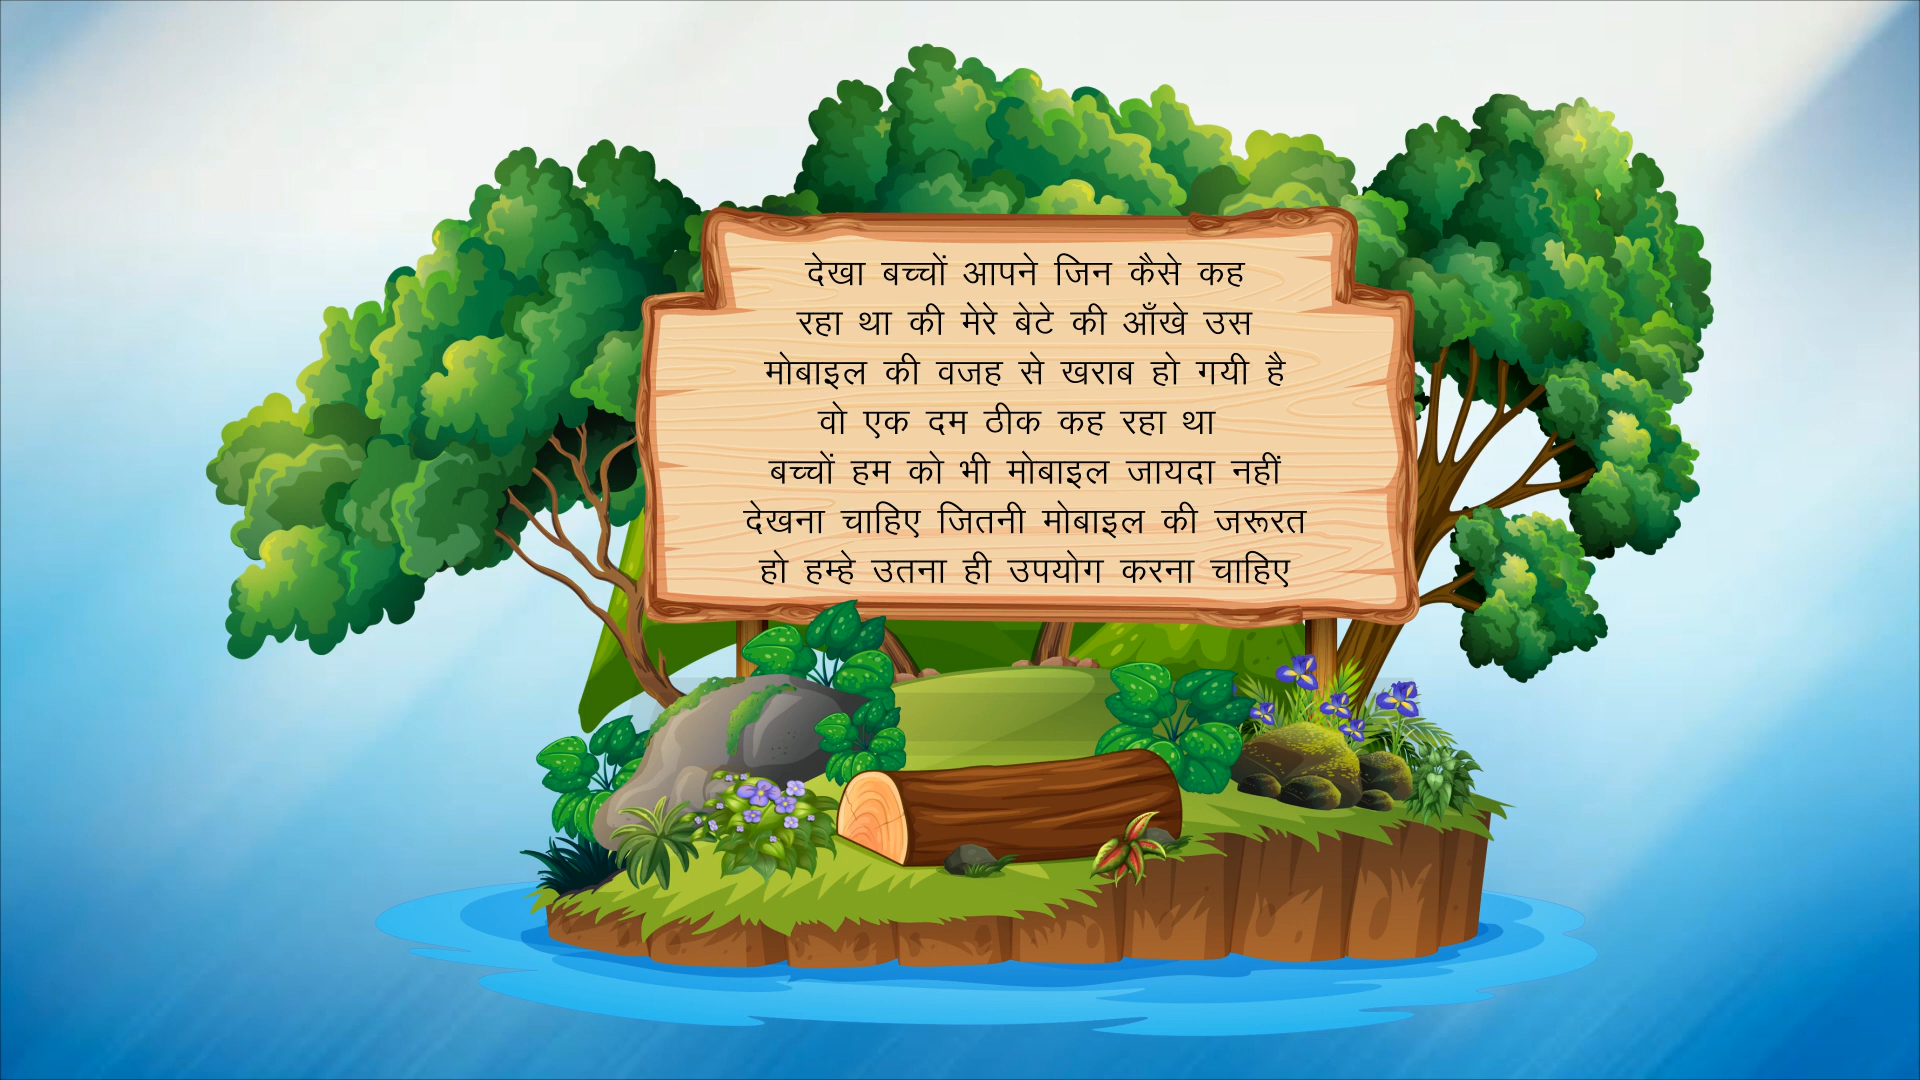 देखा बच्चों आपने जिन कैसे कह
रहा था की मेरे बेटे की आँखे उस
मोबाइल की वजह से खराब हो गयी है
वो एक दम ठीक कह रहा था
बच्चों हम को भी मोबाइल जायदा नहीं
देखना चाहिए जितनी मोबाइल की जरूरत
हो हम्हे उतना ही उपयोग करना चाहिए